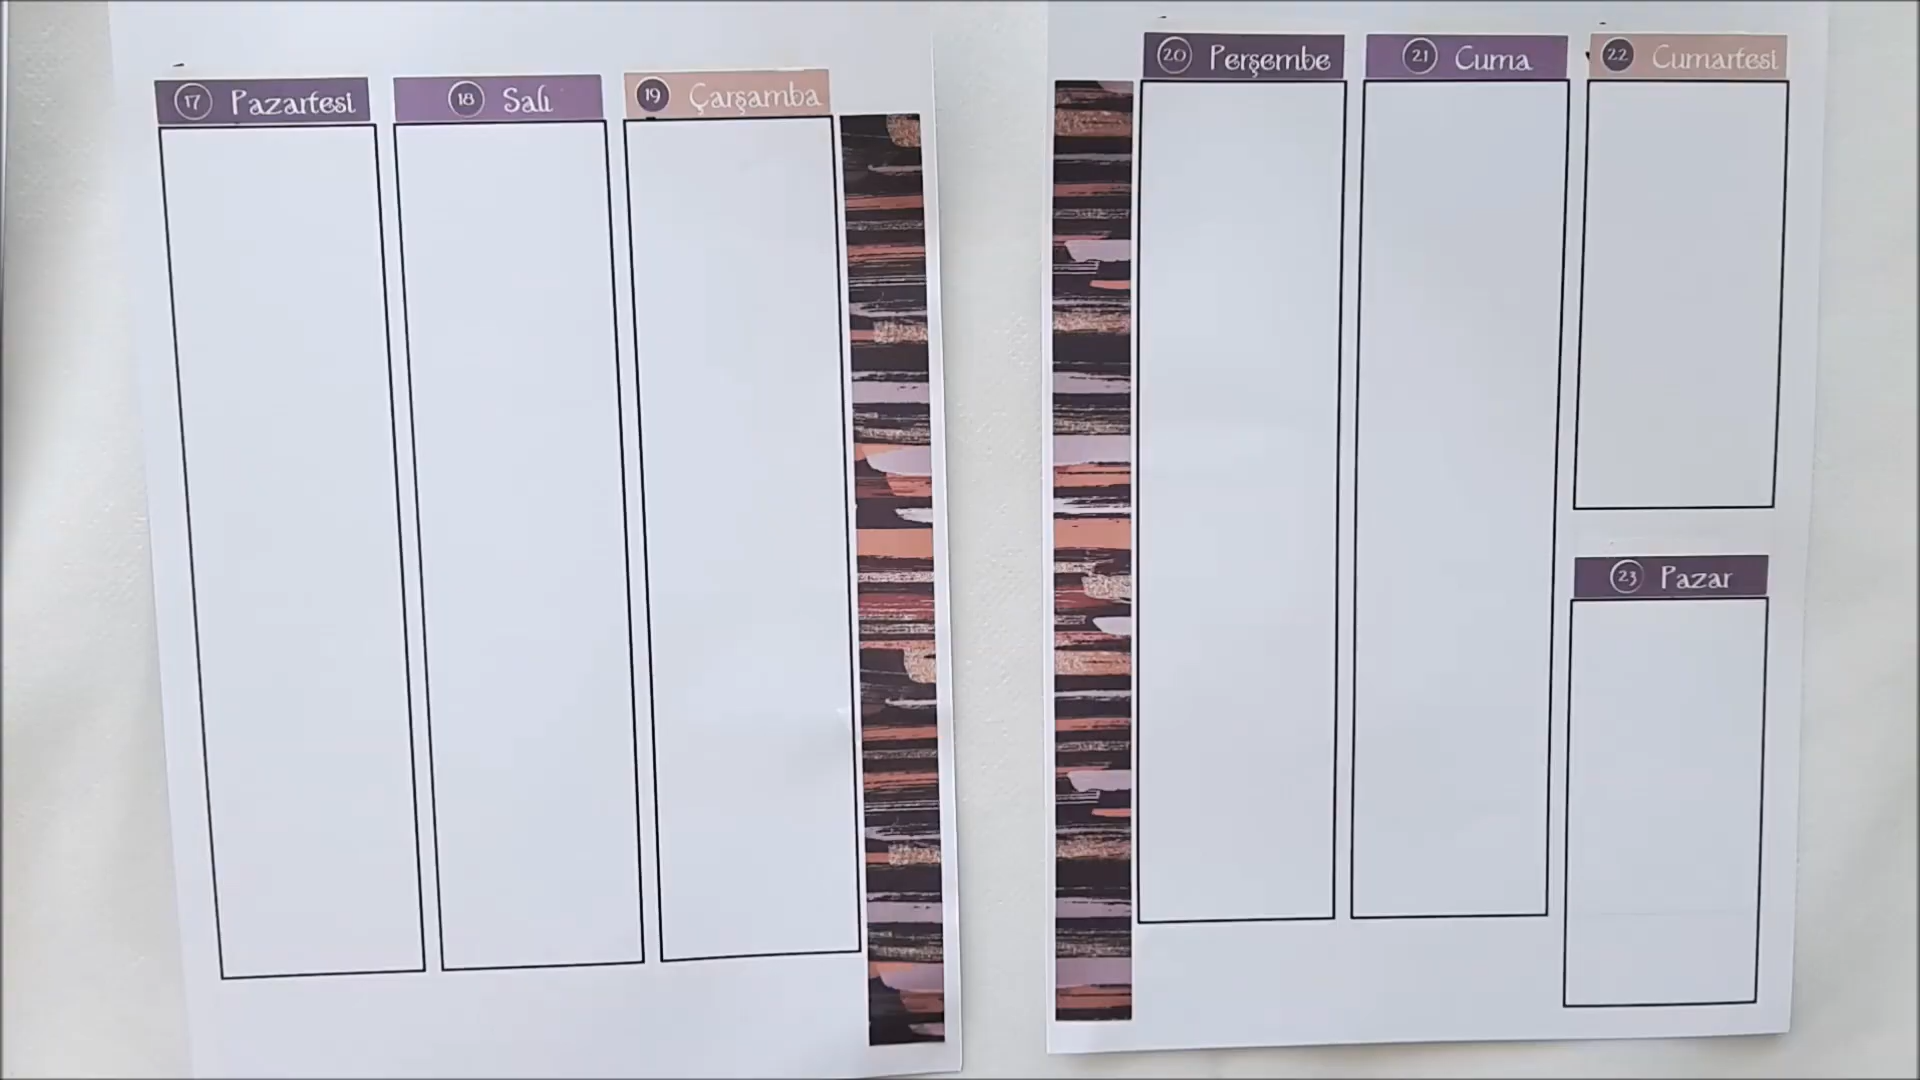 17 Pazartesi
18 Salı
19 Çarşamba
20 Perşembe
21 Cuma
22 Cumartesi
23 Pazar